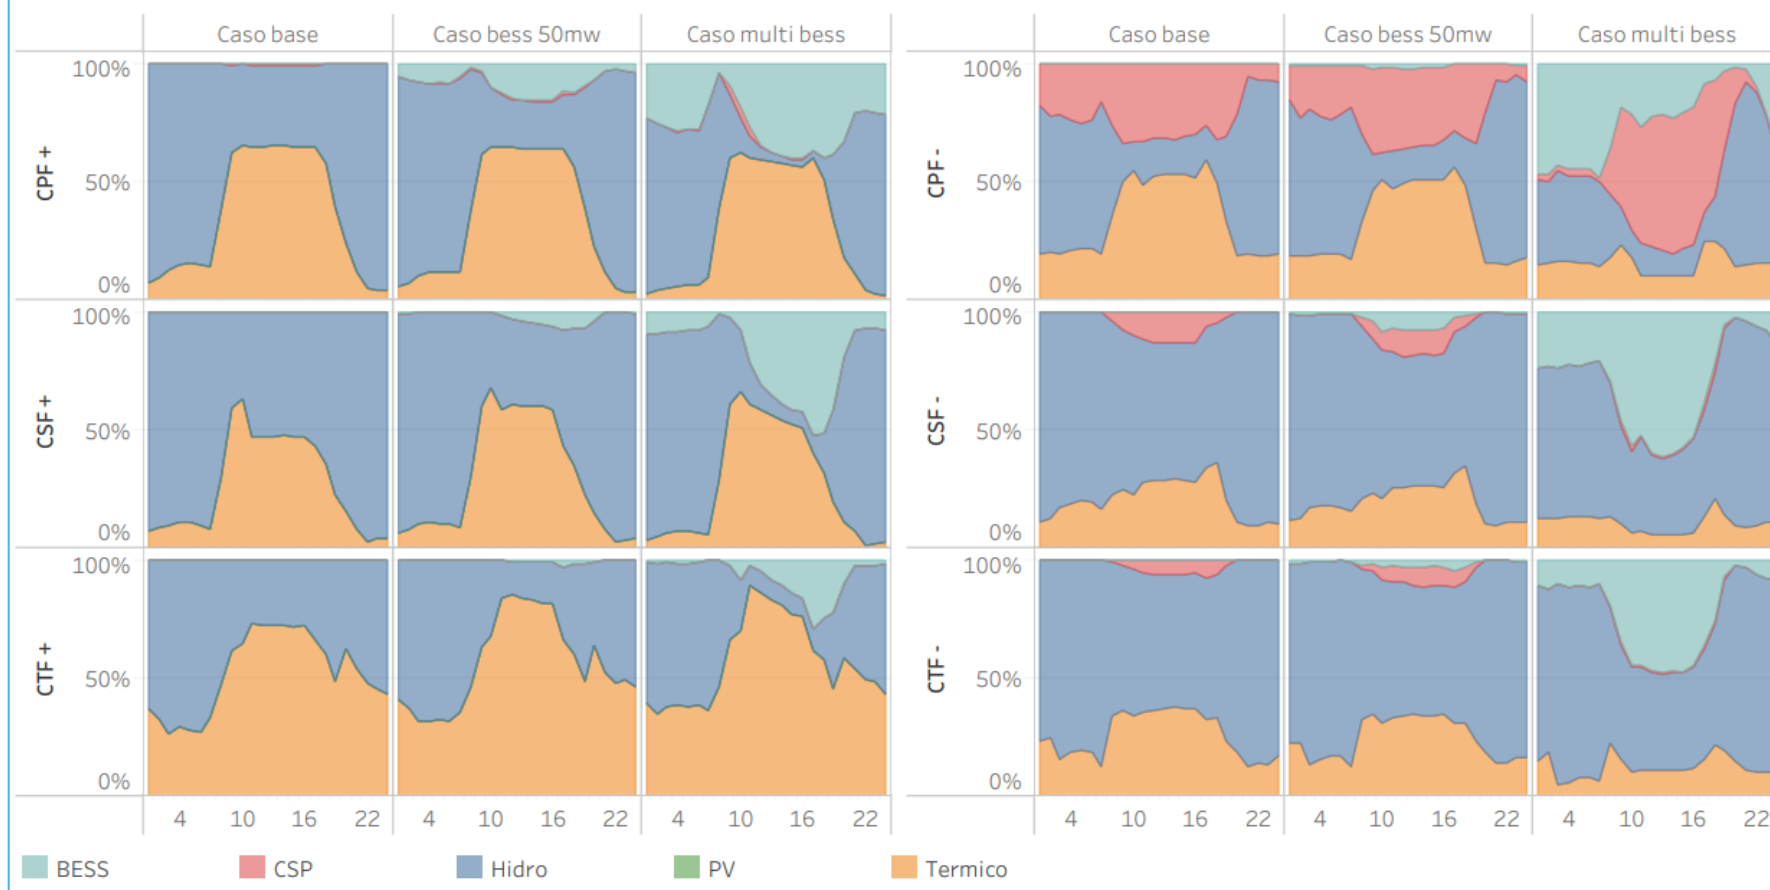 Caso base Caso bess 50mw Caso multi bess Caso base Caso bess 50mw Caso multi bess
CPF + 100% 50% 0% CPF - 100% 50% 0%
CSF + 100% 50% 0% CSF - 100% 50% 0%
CTF + 100% 50% 0% CTF - 100% 50% 0%
4 10 16 22 4 10 16 22 4 10 16 22 4 10 16 22 4 10 16 22 4 10 16 22
BESS CSP Hidro PV Termico